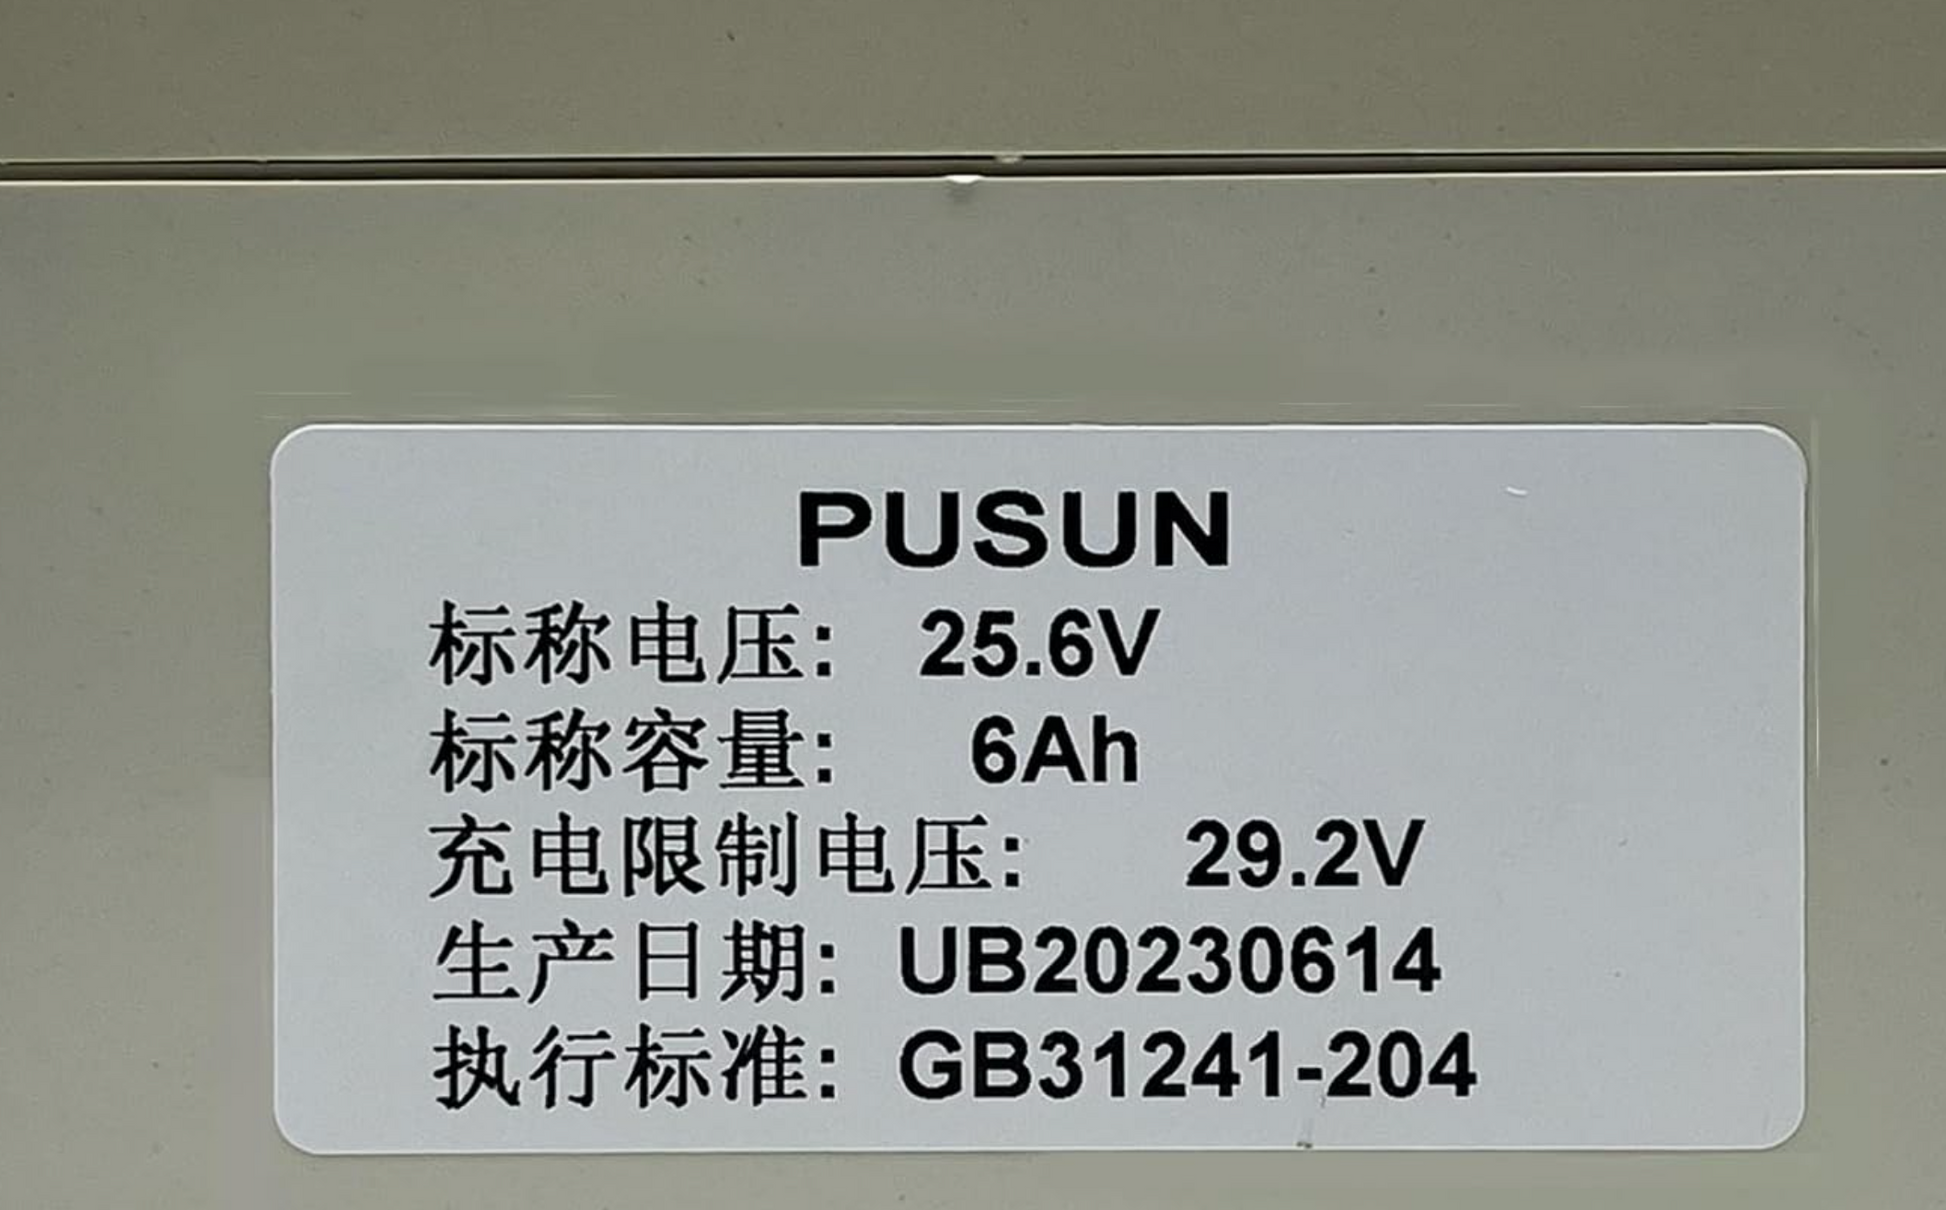 PUSUN
标称电压: 25.6V
标称容量: 6Ah
充电限制电压: 29.2V
生产日期: UB20230614
执行标准: GB31241-204